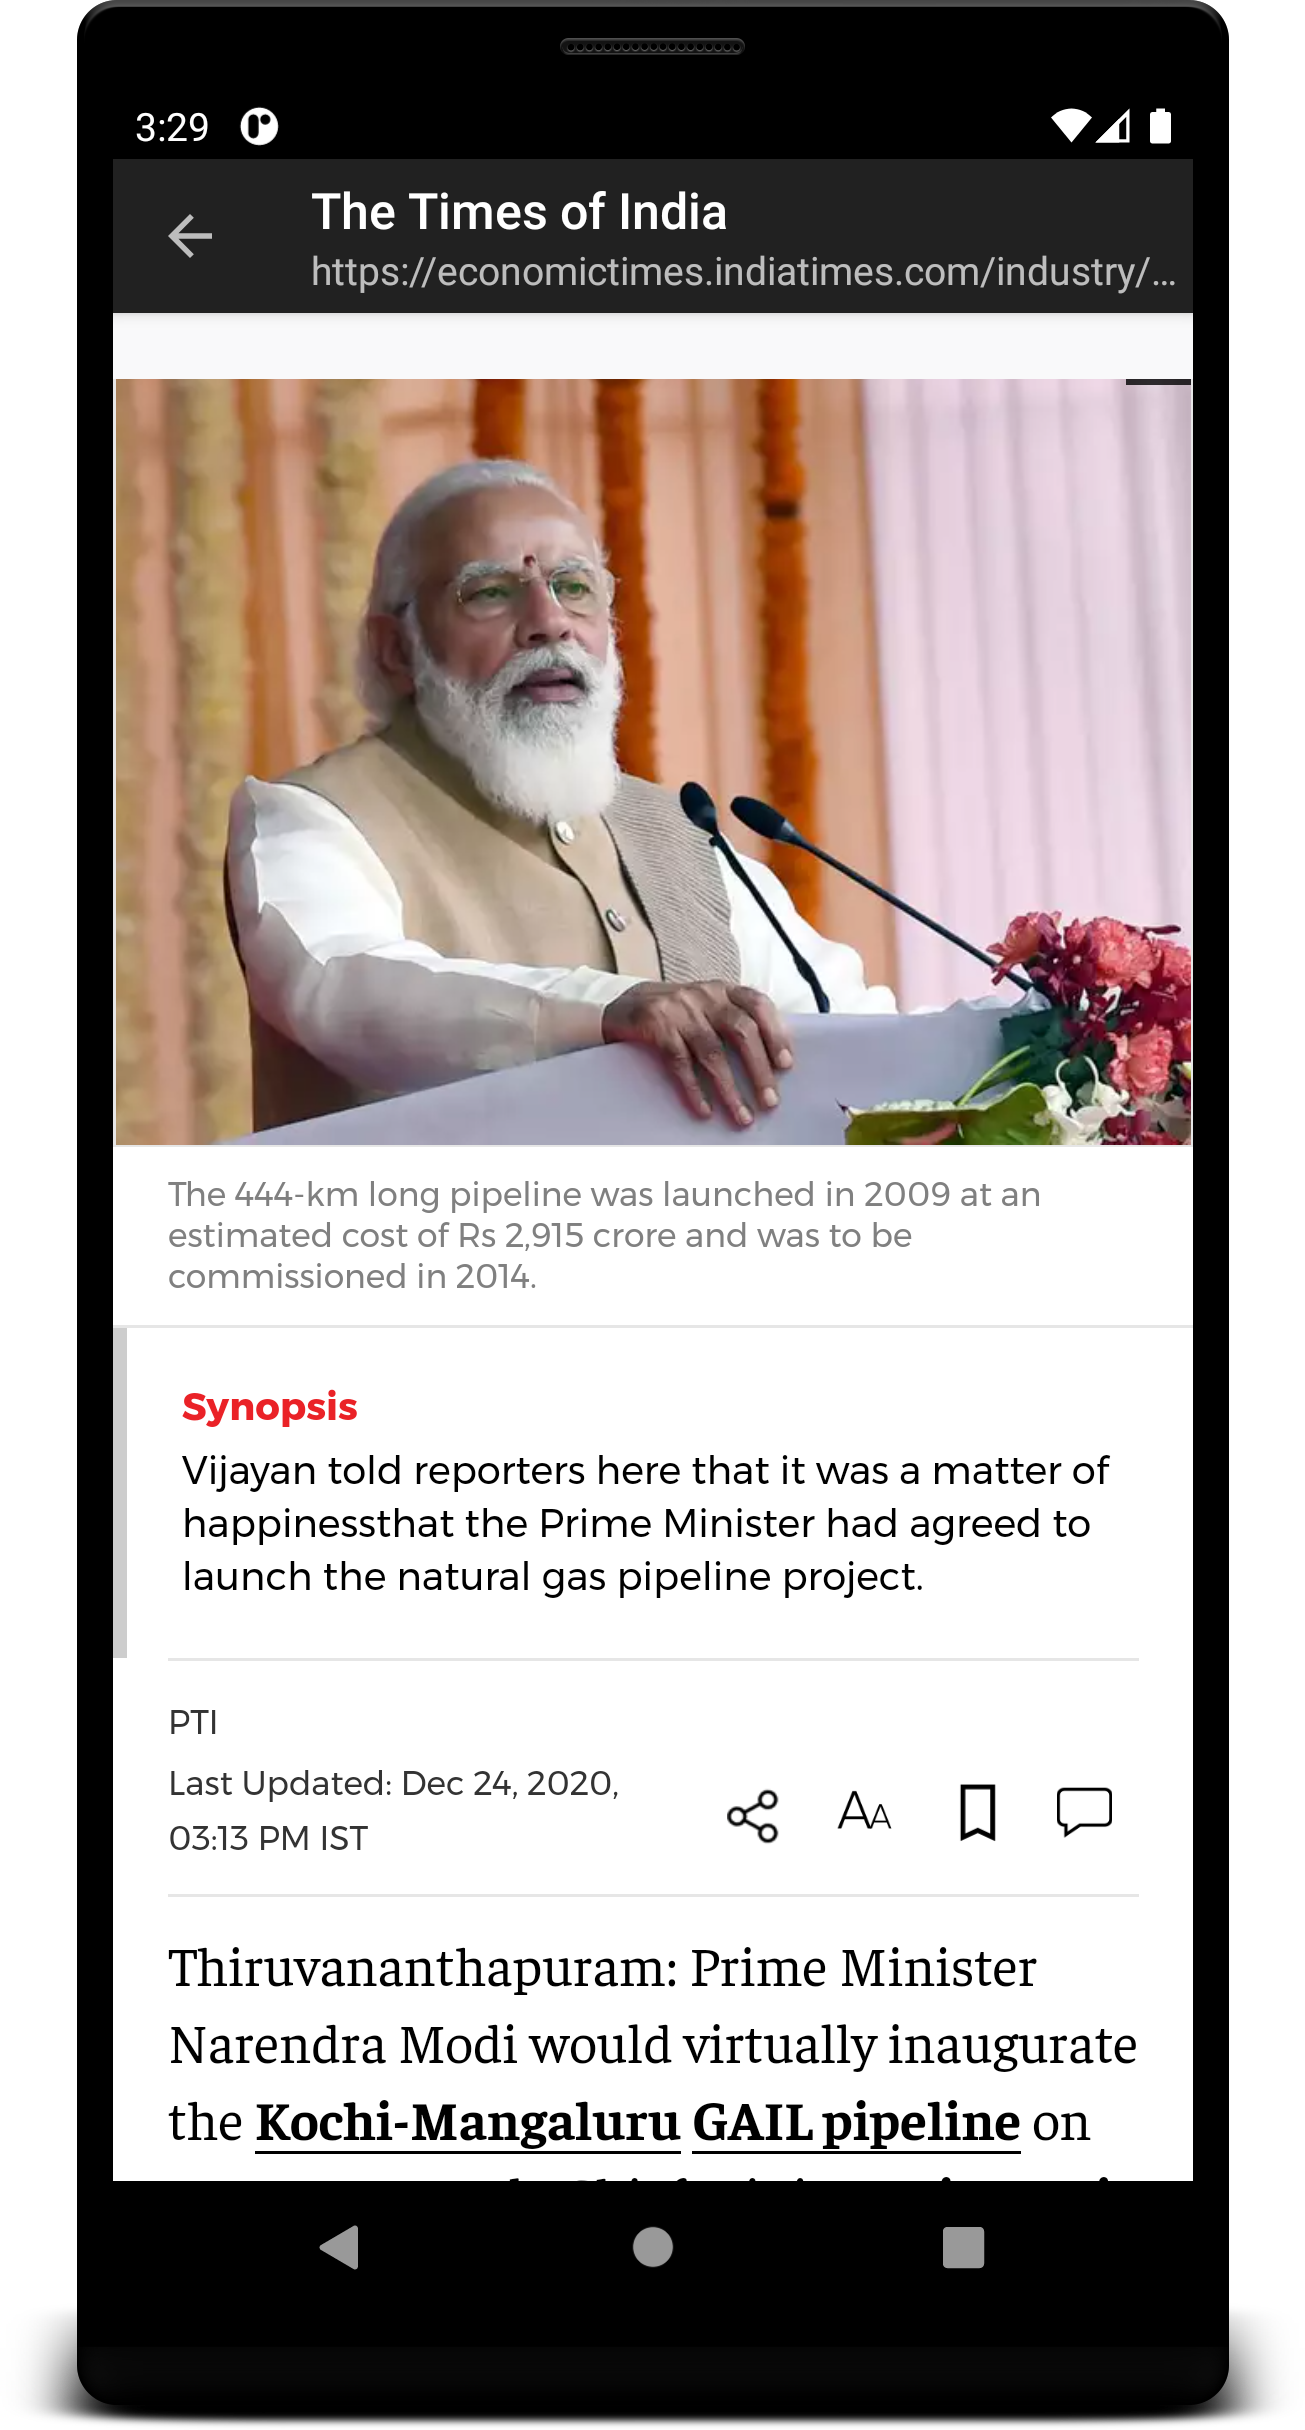 3:29
The Times of India
https://economictimes.indiatimes.com/industry/...
The 444-km long pipeline was launched in 2009 at an
estimated cost of Rs 2,915 crore and was to be
commissioned in 2014.
Synopsis
Vijayan told reporters here that it was a matter of
happinessthat the Prime Minister had agreed to
launch the natural gas pipeline project.
PTI
Last Updated: Dec 24, 2020,
03:13 PM IST
AA
Thiruvananthapuram: Prime Minister
Narendra Modi would virtually inaugurate
the Kochi-Mangaluru GAIL pipeline on